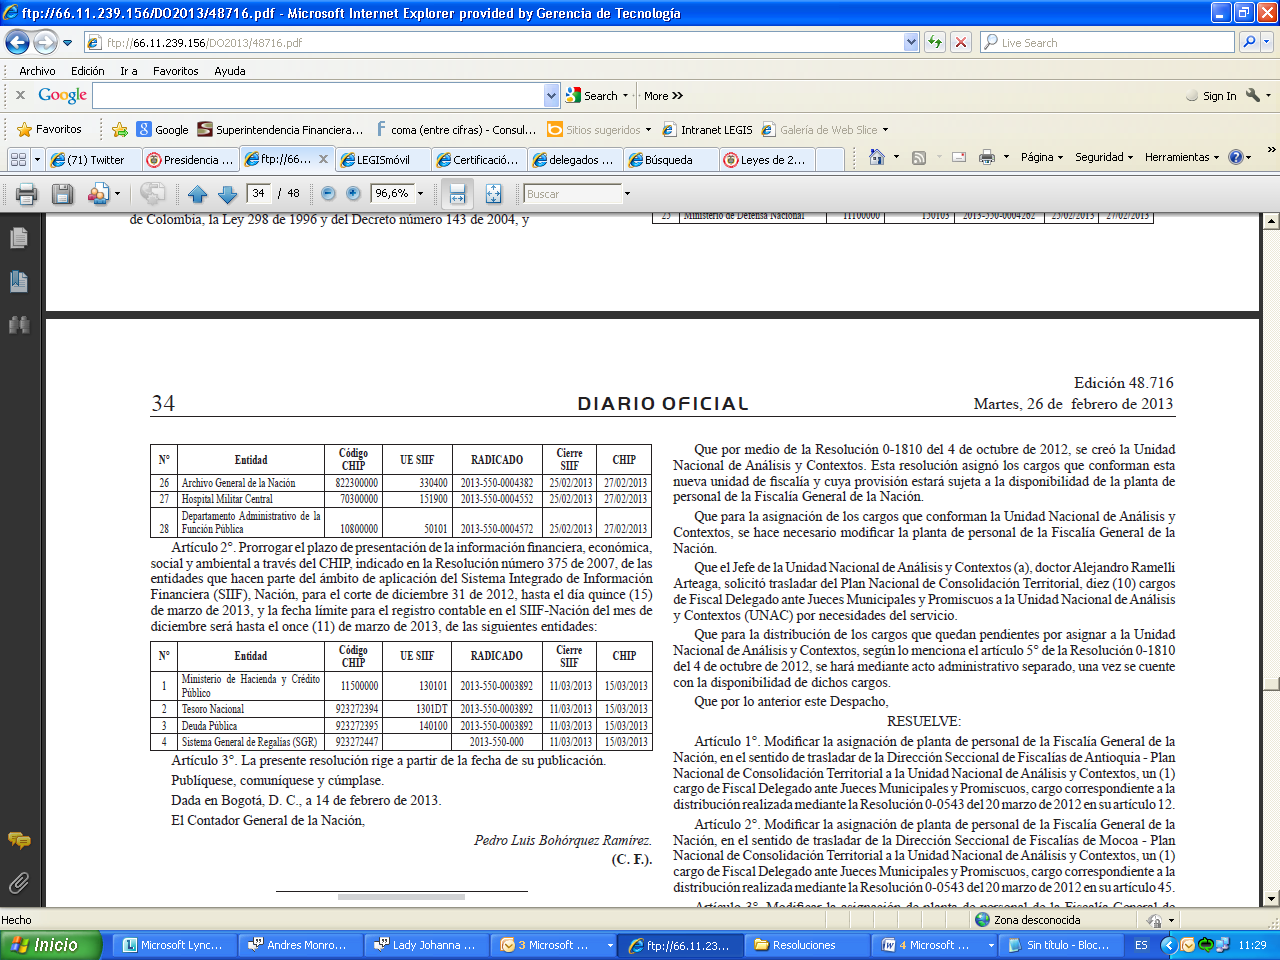 ftp://66.11.239.156/DO2013/48716.pdf - Microsoft Internet Explorer provided by Gerencia de Tecnología
ftp://66.11.239.156/DO2013/48716.pdf
Live Search
Archivo Edición Ir a Favoritos Ayuda
Google Search More Sign In
Favoritos Google Superintendencia Financiera... coma (entre cifras) - Consul... Sitios sugeridos Intranet LEGIS Galería de Web Slice
(71) Twitter Presidencia ... ftp://66.... LEGISmóvil Certificació... delegados ... Búsqueda Leyes de 2... Página Seguridad Herramientas
34 / 48 96,6% Buscar
de Colombia, la Ley 298 de 1996 y del Decreto número 143 de 2004, y
25 Ministerio de Defensa Nacional 11100000 150103 2013-550-0004262 25/02/2013 27/02/2013
Edición 48.716
34 DIARIO OFICIAL Martes, 26 de febrero de 2013
N° Entidad Código CHIP UE SIIF RADICADO Cierre SIIF CHIP
26 Archivo General de la Nación 822300000 330400 2013-550-0004382 25/02/2013 27/02/2013
27 Hospital Militar Central 70300000 151900 2013-550-0004552 25/02/2013 27/02/2013
28 Departamento Administrativo de la Función Pública 10800000 50101 2013-550-0004572 25/02/2013 27/02/2013
Artículo 2°. Prorrogar el plazo de presentación de la información financiera, económica,
social y ambiental a través del CHIP, indicado en la Resolución número 375 de 2007, de las
entidades que hacen parte del ámbito de aplicación del Sistema Integrado de Información
Financiera (SIIF), Nación, para el corte de diciembre 31 de 2012, hasta el día quince (15)
de marzo de 2013, y la fecha límite para el registro contable en el SIIF-Nación del mes de
diciembre será hasta el once (11) de marzo de 2013, de las siguientes entidades:
N° Entidad Código CHIP UE SIIF RADICADO Cierre SIIF CHIP
1 Ministerio de Hacienda y Crédito Público 11500000 130101 2013-550-0003892 11/03/2013 15/03/2013
2 Tesoro Nacional 923272394 1301DT 2013-550-0003892 11/03/2013 15/03/2013
3 Deuda Pública 923272395 140100 2013-550-0003892 11/03/2013 15/03/2013
4 Sistema General de Regalías (SGR) 923272447 2013-550-000 11/03/2013 15/03/2013
Artículo 3°. La presente resolución rige a partir de la fecha de su publicación.
Publíquese, comuníquese y cúmplase.
Dada en Bogotá, D. C., a 14 de febrero de 2013.
El Contador General de la Nación,
Pedro Luis Bohórquez Ramírez.
(C. F.).
Que por medio de la Resolución 0-1810 del 4 de octubre de 2012, se creó la Unidad
Nacional de Análisis y Contextos. Esta resolución asignó los cargos que conforman esta
nueva unidad de fiscalía y cuya provisión estará sujeta a la disponibilidad de la planta de
personal de la Fiscalía General de la Nación.
Que para la asignación de los cargos que conforman la Unidad Nacional de Análisis y
Contextos, se hace necesario modificar la planta de personal de la Fiscalía General de la
Nación.
Que el Jefe de la Unidad Nacional de Análisis y Contextos (a), doctor Alejandro Ramelli
Arteaga, solicitó trasladar del Plan Nacional de Consolidación Territorial, diez (10) cargos
de Fiscal Delegado ante Jueces Municipales y Promiscuos a la Unidad Nacional de Análisis
y Contextos (UNAC) por necesidades del servicio.
Que para la distribución de los cargos que quedan pendientes por asignar a la Unidad
Nacional de Análisis y Contextos, según lo menciona el artículo 5° de la Resolución 0-1810
del 4 de octubre de 2012, se hará mediante acto administrativo separado, una vez se cuente
con la disponibilidad de dichos cargos.
Que por lo anterior este Despacho,
RESUELVE:
Artículo 1°. Modificar la asignación de planta de personal de la Fiscalía General de la
Nación, en el sentido de trasladar de la Dirección Seccional de Fiscalías de Antioquia - Plan
Nacional de Consolidación Territorial a la Unidad Nacional de Análisis y Contextos, un (1)
cargo de Fiscal Delegado ante Jueces Municipales y Promiscuos, cargo correspondiente a la
distribución realizada mediante la Resolución 0-0543 del 20 marzo de 2012 en su artículo 12.
Artículo 2°. Modificar la asignación de planta de personal de la Fiscalía General de la
Nación, en el sentido de trasladar de la Dirección Seccional de Fiscalías de Mocoa - Plan
Nacional de Consolidación Territorial a la Unidad Nacional de Análisis y Contextos, un (1)
cargo de Fiscal Delegado ante Jueces Municipales y Promiscuos, cargo correspondiente a la
distribución realizada mediante la Resolución 0-0543 del 20 marzo de 2012 en su artículo 45.
Artículo 3°. Modificar la asignación de planta de personal de la Fiscalía General de
Hecho Zona desconocida
Inicio Microsoft Lync... Andres Monro... Lady Johanna ... 3 Microsoft ... ftp://66.11.23... Resoluciones 4 Microsoft ... Sin título - Bloc... ES 11:29